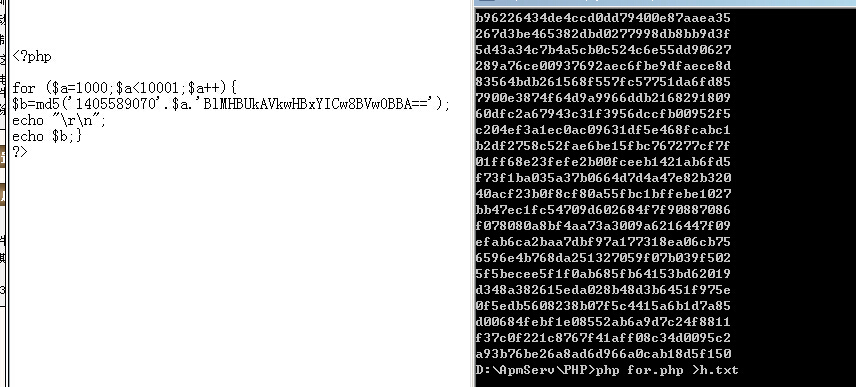 <?php
for ($a=1000;$a<10001;$a++){
$b=md5('1405589070'.$a.'BlMHBUkAVkwHBxYICw8BVwOBBA==');
echo "\r\n";
echo $b;}
?>
b96226434de4ccd0dd79400e87aaea35
267d3be465382dbd0277998db8bb9d3f
5d43a34c7b4a5cb0c524c6e55dd90627
289a76ce00937692aec6fbe9dfaece8d
83564bdb261568f557fc57751da6fd85
7900e3874f64d9a9966ddb2168291809
60dfc2a67943c31f3956dccfb00952f5
c204ef3a1ec0ac09631df5e468fcabc1
b2df2758c52fae6be15fbc767277cf7f
01ff68e23fefe2b00fceeb1421ab6fd5
f73f1ba035a37b0664d7d4a47e82b320
40acf23b0f8cf80a55fbc1bffebe1027
bb47ec1fc54709d602684f7f90887086
f078080a8bf4aa73a3009a6216447f09
efab6ca2baa7dbf97a177318ea06cb75
6596e4b768da251327059f07b039f502
5f5becee5f1f0ab685fb64153bd62019
d348a382615eda028b48d3b6451f975e
0f5edb5608238b07f5c4415a6b1d7a85
d00684febf1e08552ab6a9d7c24f8811
f37c0f221c8767f41aff08c34d0095c2
a93b76be26a8ad6d966a0cab18d5f150
D:\ApmServ\PHP>php for.php >h.txt